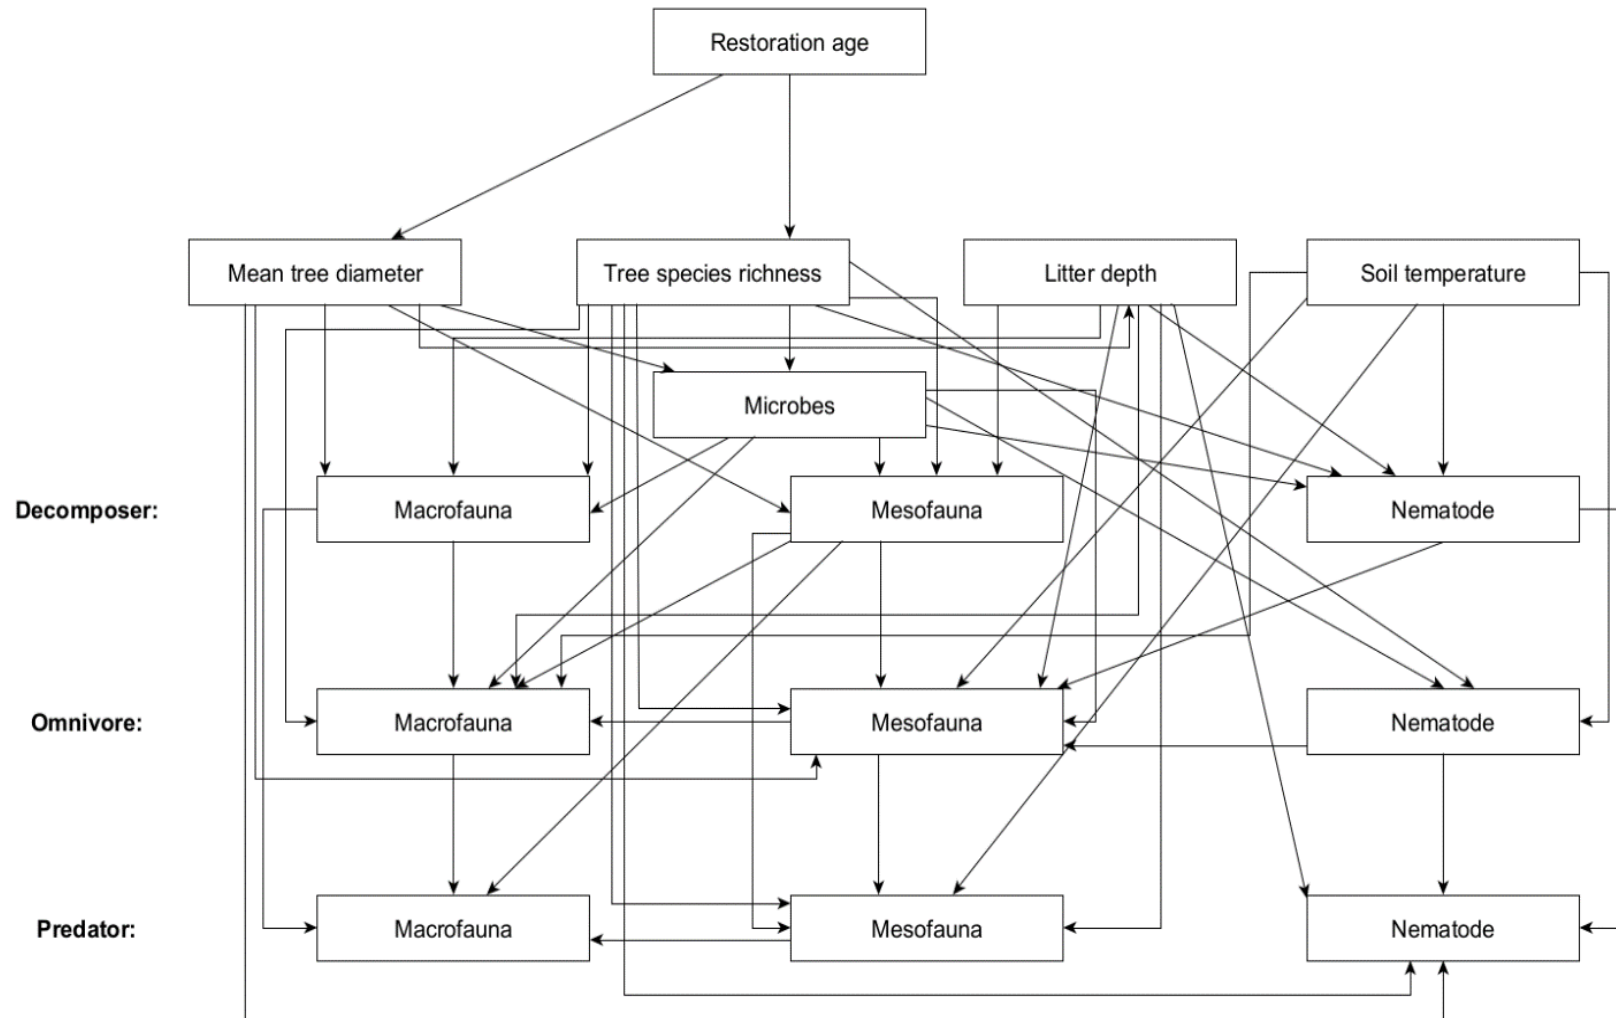 Restoration age
Mean tree diameter
Tree species richness
Litter depth
Soil temperature
Microbes
Decomposer:
Macrofauna
Mesofauna
Nematode
Omnivore:
Macrofauna
Mesofauna
Nematode
Predator:
Macrofauna
Mesofauna
Nematode